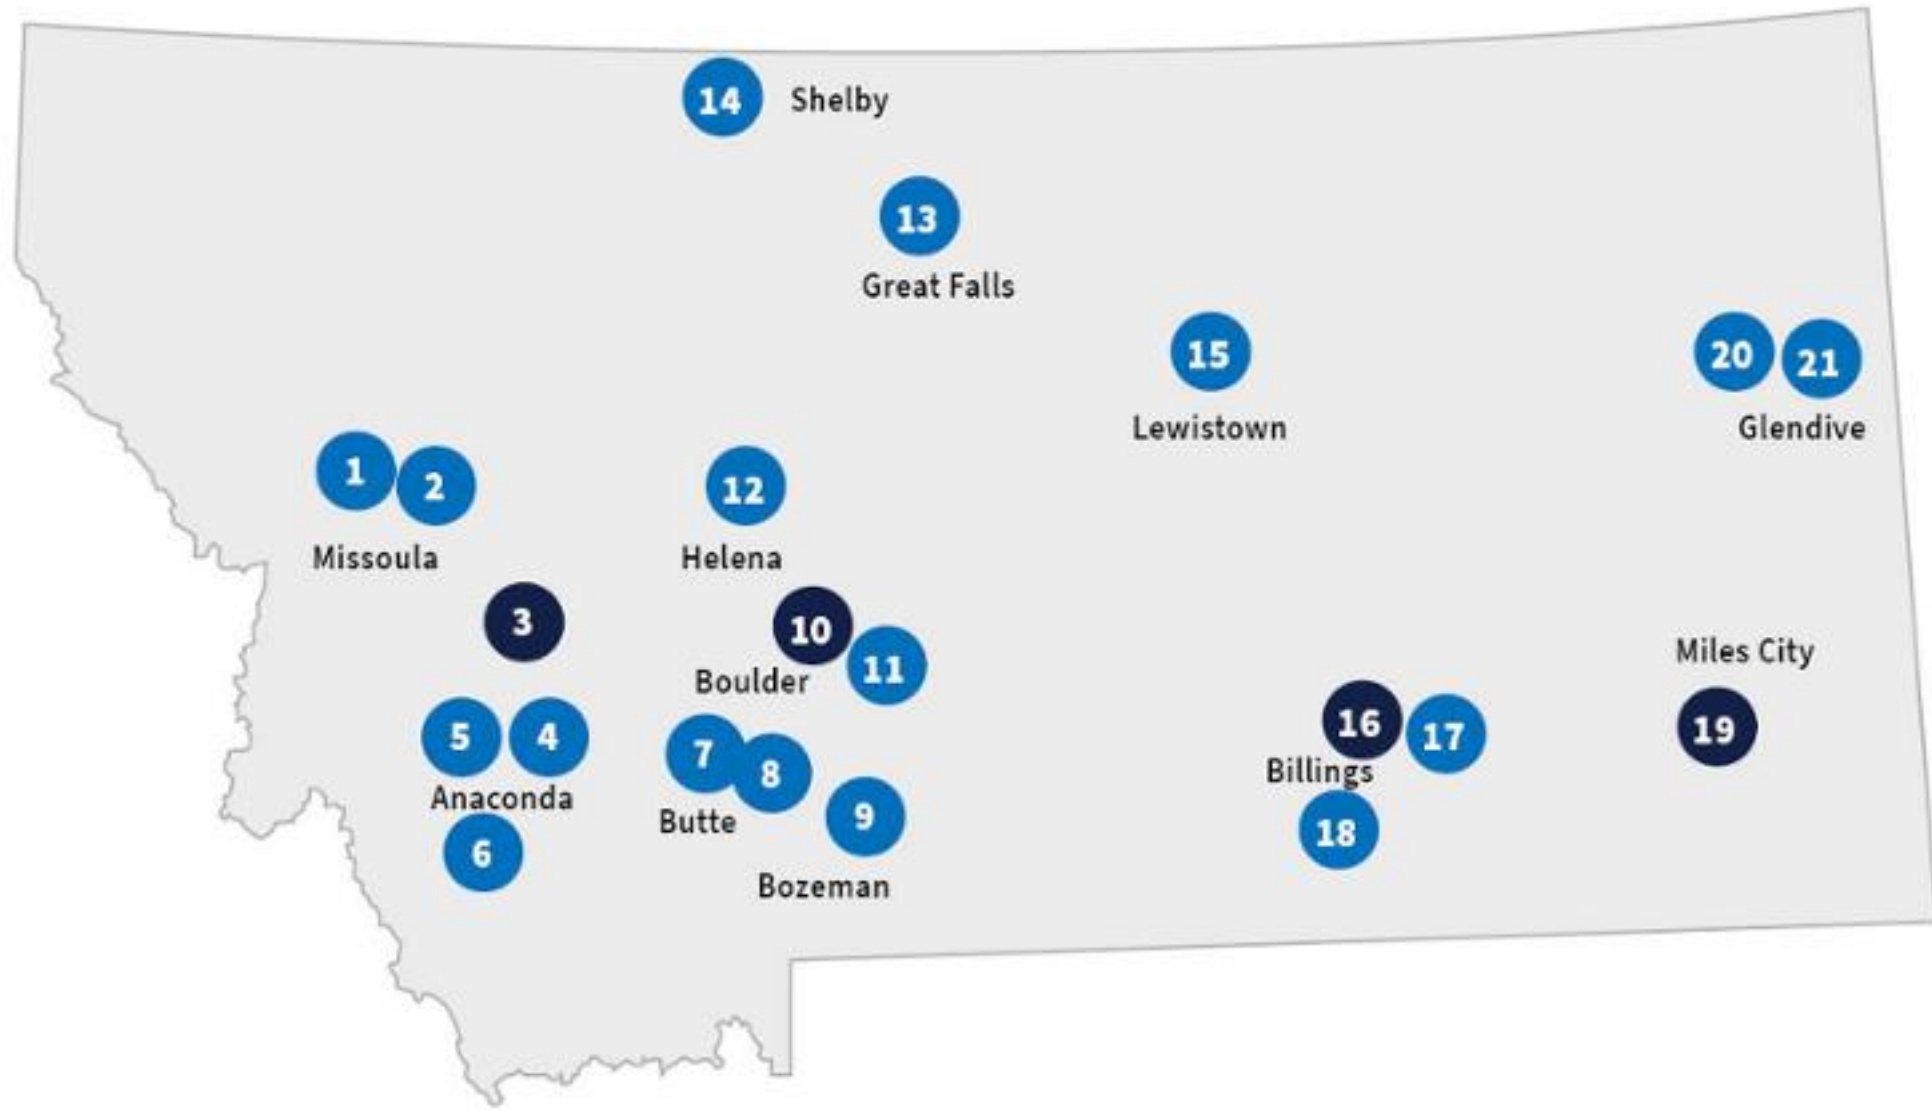 14 Shelby
13
Great Falls
15
20 21
Lewistown
Glendive
1 2
12
Missoula
Helena
3
10
11
Boulder
Miles City
16 17
19
5 4
7
8
Billings
Anaconda
Butte
9
18
6
Bozeman